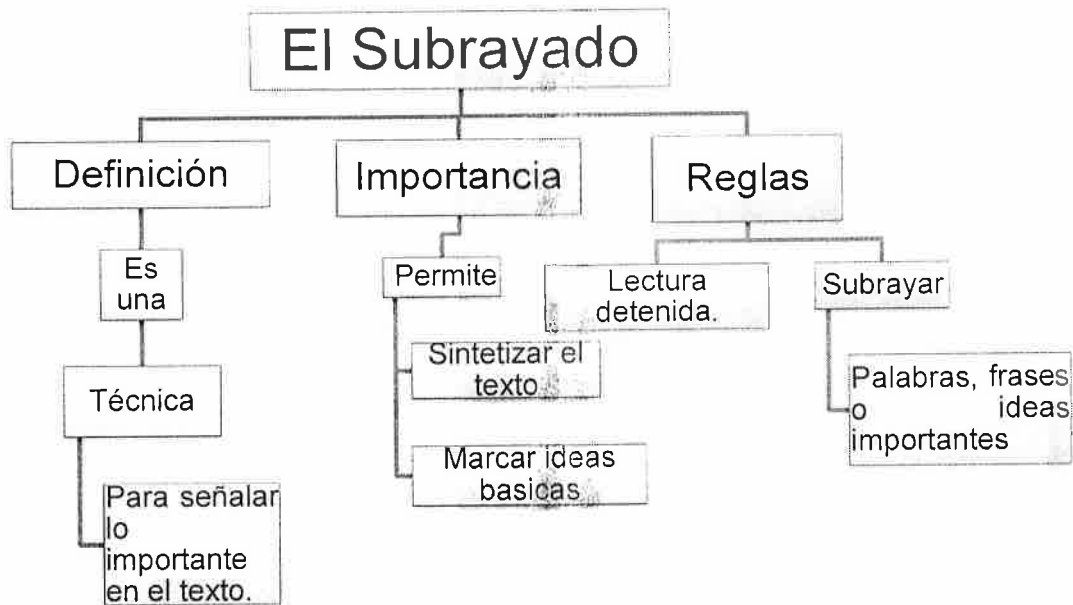 El Subrayado
Definición
Importancia
Reglas
Es
una
Permite
Lectura
detenida.
Subrayar
Técnica
Sintetizar el
texto
Palabras, frases
o ideas
importantes
Marcar ideas
basicas
Para señalar
lo
importante
en el texto.